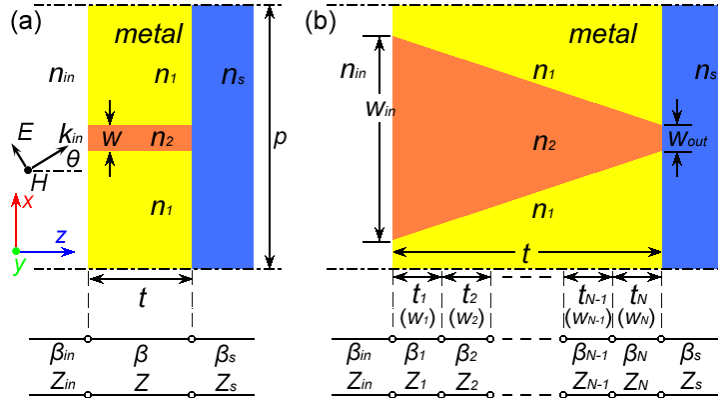 (a)
metal
n_in
n_1
n_s
E
k_in
w
n_2
p
θ
H
x
n_1
z
y
t
β_in β β_s
Z_in Z Z_s
(b)
metal
n_s
n_in
n_1
w_in
n_2
w_out
n_1
t
t_1 t_2 t_N-1 t_N
(w_1) (w_2) (w_N-1) (w_N)
β_in β_1 β_2 β_N-1 β_N β_s
Z_in Z_1 Z_2 Z_N-1 Z_N Z_s